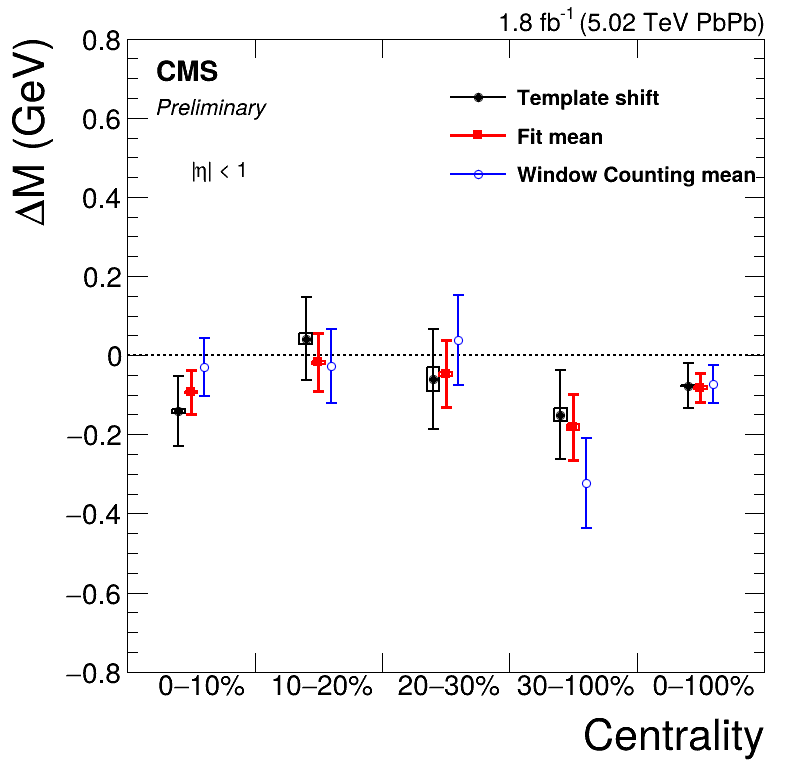 1.8 fb⁻¹ (5.02 TeV PbPb)
ΔM (GeV)
CMS
Preliminary
|η| < 1
Template shift
Fit mean
Window Counting mean
0.8
0.6
0.4
0.2
0
−0.2
−0.4
−0.6
−0.8
0−10% 10−20% 20−30% 30−100% 0−100%
Centrality